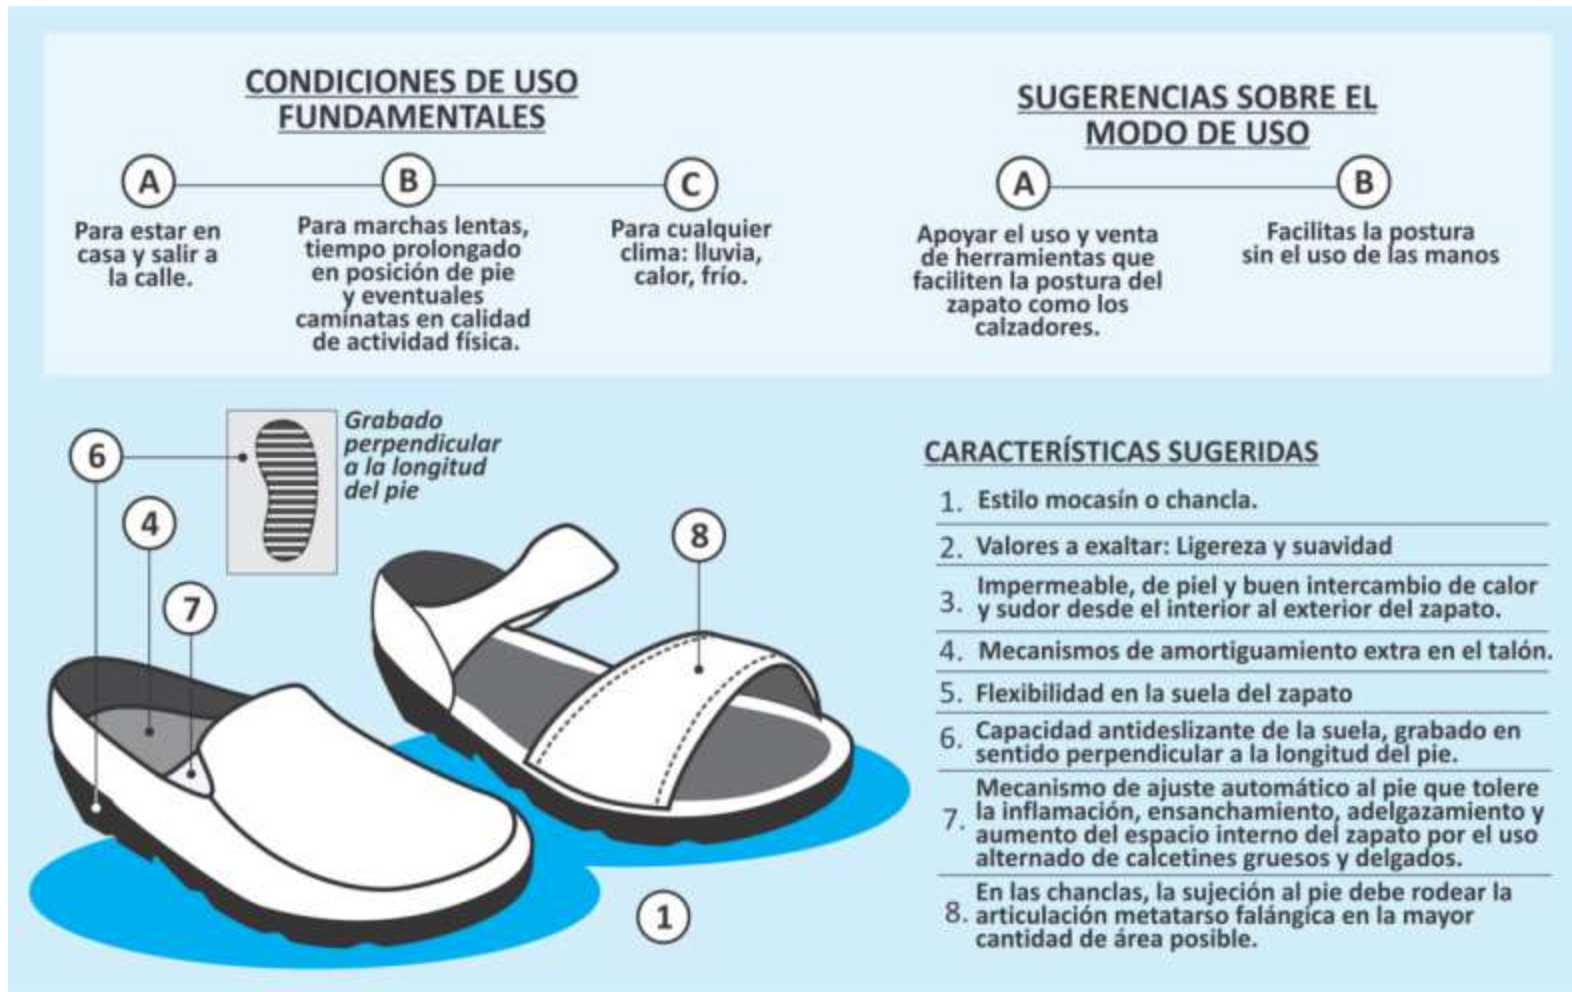 CONDICIONES DE USO
FUNDAMENTALES
A
Para estar en
casa y salir a
la calle.
B
Para marchas lentas,
tiempo prolongado
en posición de pie
y eventuales
caminatas en calidad
de actividad física.
C
Para cualquier
clima: lluvia,
calor, frío.
SUGERENCIAS SOBRE EL
MODO DE USO
A
Apoyar el uso y venta
de herramientas que
faciliten la postura del
zapato como los
calzadores.
B
Facilitas la postura
sin el uso de las manos
6
Grabado
perpendicular
a la longitud
del pie
4
7
8
1
CARACTERÍSTICAS SUGERIDAS
1. Estilo mocasín o chancla.
2. Valores a exaltar: Ligereza y suavidad
3. Impermeable, de piel y buen intercambio de calor
y sudor desde el interior al exterior del zapato.
4. Mecanismos de amortiguamiento extra en el talón.
5. Flexibilidad en la suela del zapato
6. Capacidad antideslizante de la suela, grabado en
sentido perpendicular a la longitud del pie.
7. Mecanismo de ajuste automático al pie que tolere
la inflamación, ensanchamiento, adelgazamiento y
aumento del espacio interno del zapato por el uso
alternado de calcetines gruesos y delgados.
8. En las chanclas, la sujeción al pie debe rodear la
articulación metatarso falángica en la mayor
cantidad de área posible.